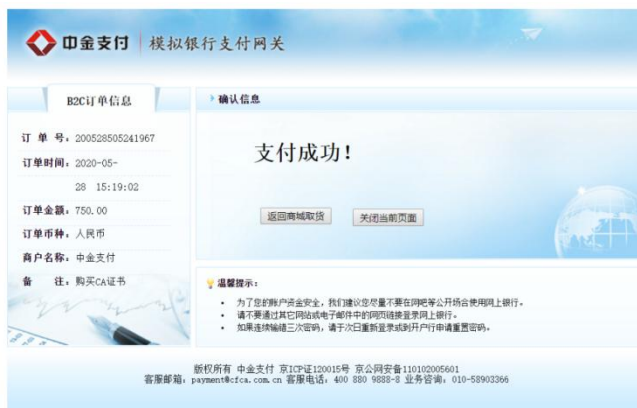 中金支付 模拟银行支付网关
B2C订单信息
订 单 号：200528505241967
订单时间：2020-05-
28 15:19:02
订单金额：750.00
订单币种：人民币
商户名称：中金支付
备 注：购买CA证书
确认信息
支付成功！
返回商城取货 关闭当前页面
温馨提示：
• 为了您的账户资金安全，我们建议您尽量不要在网吧等公开场合使用网上银行。
• 请不要通过其它网站或电子邮件中的网页链接登录网上银行。
• 如果连续输错三次密码，请于次日重新登录或到开户行申请重置密码。
版权所有 中金支付 京ICP证120015号 京公网安备110102005601
客服邮箱：payment@cfca.com.cn 客服电话：400 880 9888-8 业务咨询：010-58903366